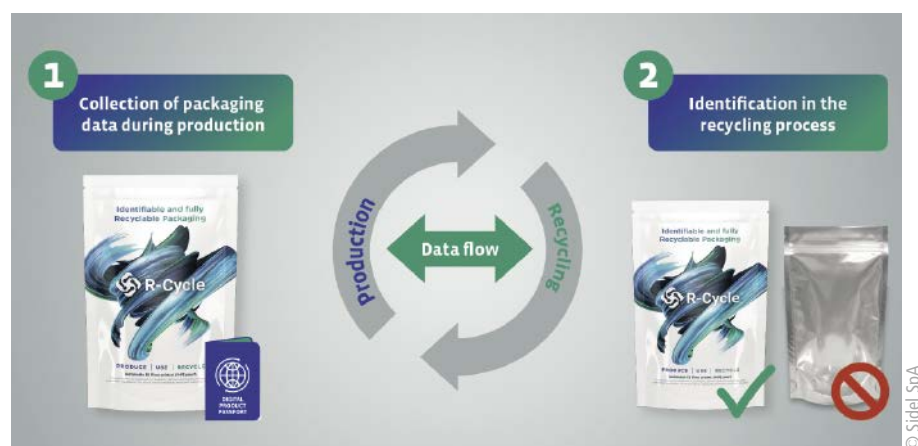 1
Collection of packaging
data during production
2
Identification in the
recycling process
Identifiable and fully
Recyclable Packaging
R-Cycle
PRODUCE | USE | RECYCLE
DIGITAL
PRODUCT
PASSPORT
Production
Data flow
Recycling
Identifiable and fully
Recyclable Packaging
R-Cycle
PRODUCE | USE | RECYCLE
© Sidel SpA